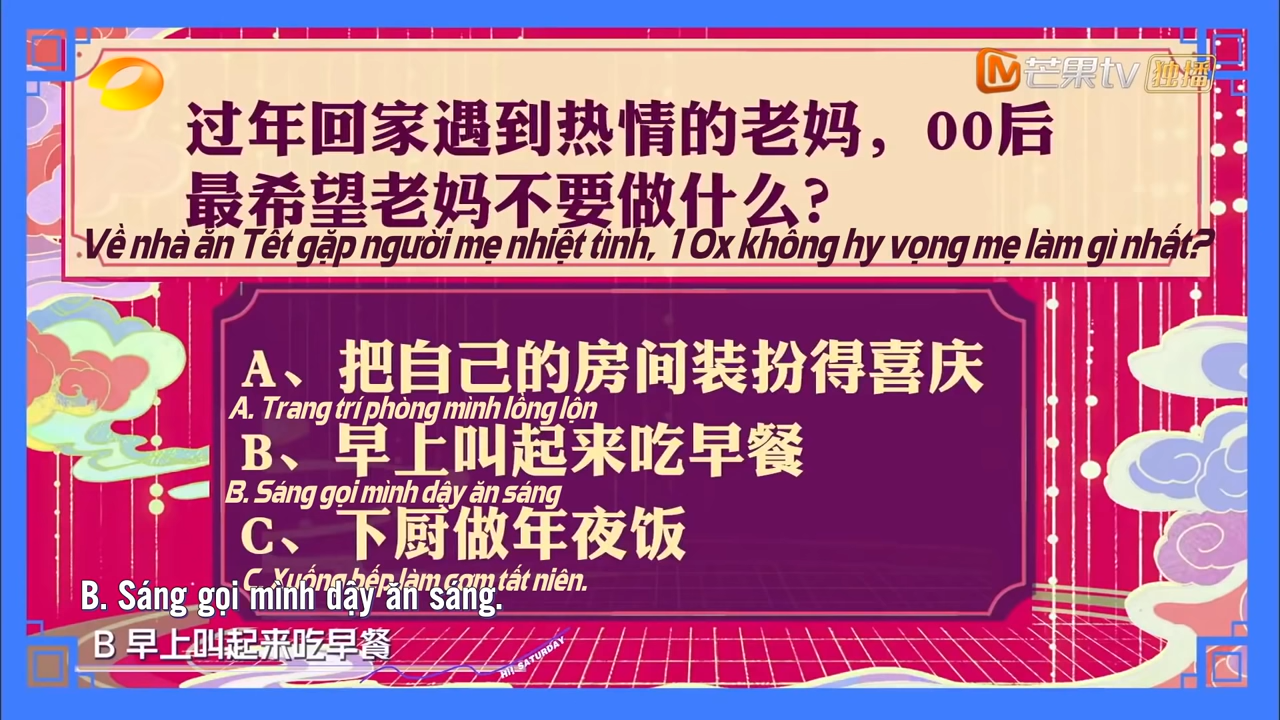 芒果tv 独播
过年回家遇到热情的老妈，00后
最希望老妈不要做什么?
Về nhà ăn Tết gặp người mẹ nhiệt tình, 10x không hy vọng mẹ làm gì nhất?
A、把自己的房间装扮得喜庆
A. Trang trí phòng mình lồng lộn
B、早上叫起来吃早餐
B. Sáng gọi mình dậy ăn sáng
C、下厨做年夜饭
C. Xuống bếp làm cơm tất niên.
B. Sáng gọi mình dậy ăn sáng.
B 早上叫起来吃早餐
HI! SATURDAY